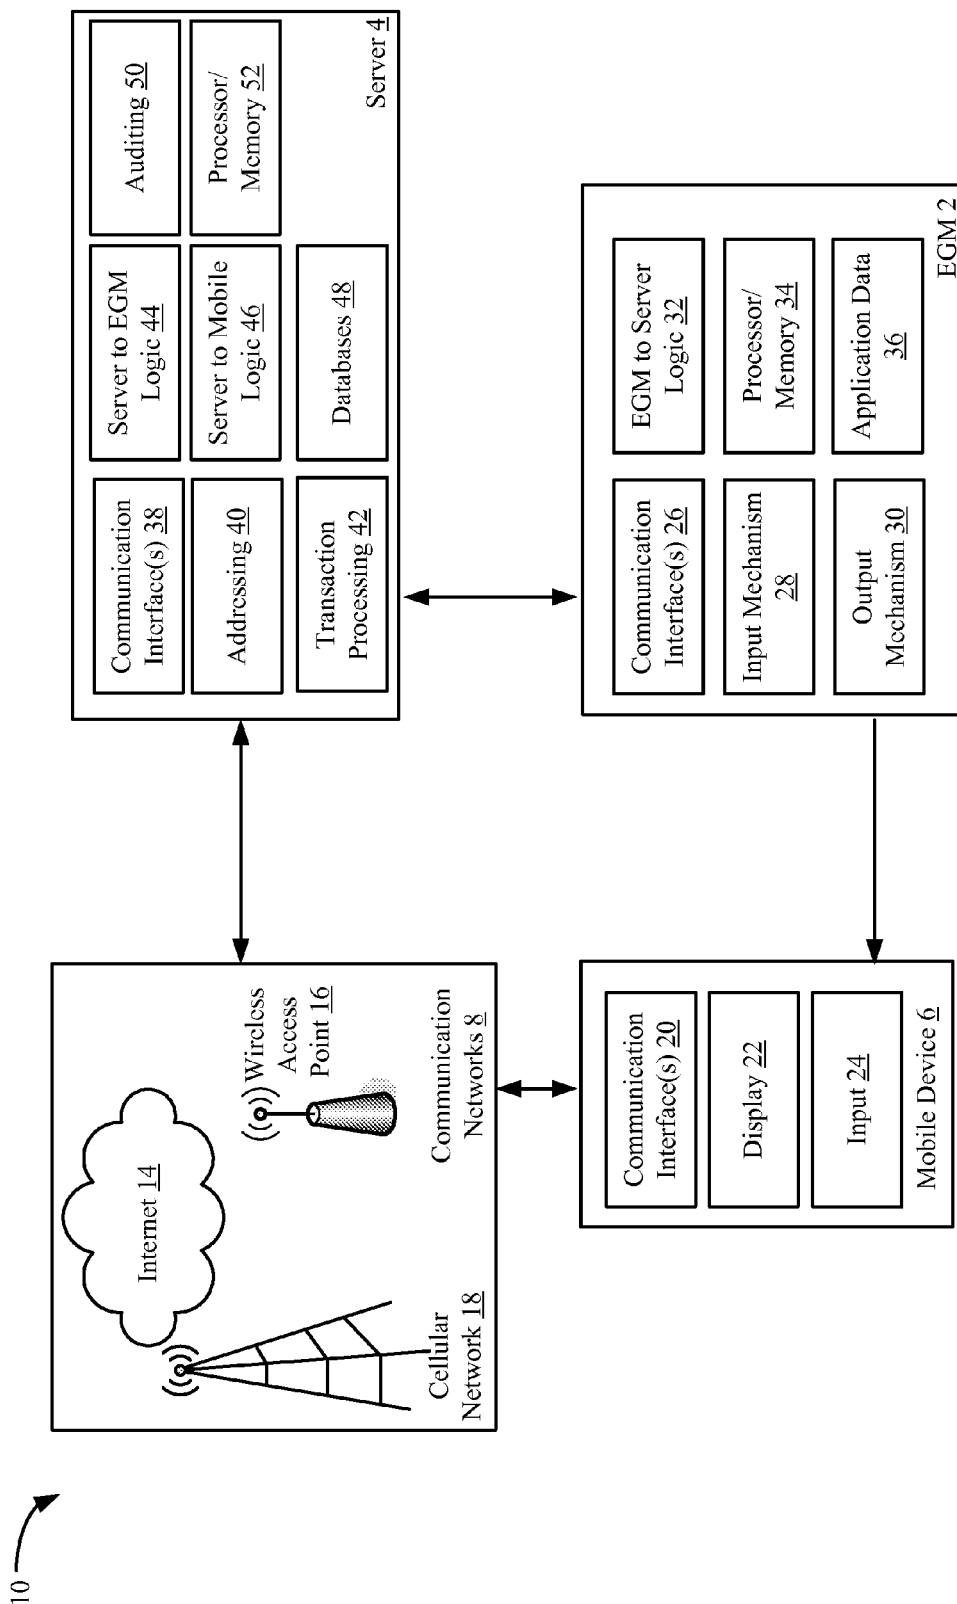 10
Internet 14
Wireless
Access
Point 16
Cellular
Network 18
Communication
Networks 8
Communication
Interface(s) 38
Addressing 40
Transaction
Processing 42
Server to EGM
Logic 44
Server to Mobile
Logic 46
Databases 48
Auditing 50
Processor/
Memory 52
Server 4
Communication
Interface(s) 20
Display 22
Input 24
Mobile Device 6
Communication
Interface(s) 26
Input Mechanism
28
Output
Mechanism 30
EGM to Server
Logic 32
Processor/
Memory 34
Application Data
36
EGM 2